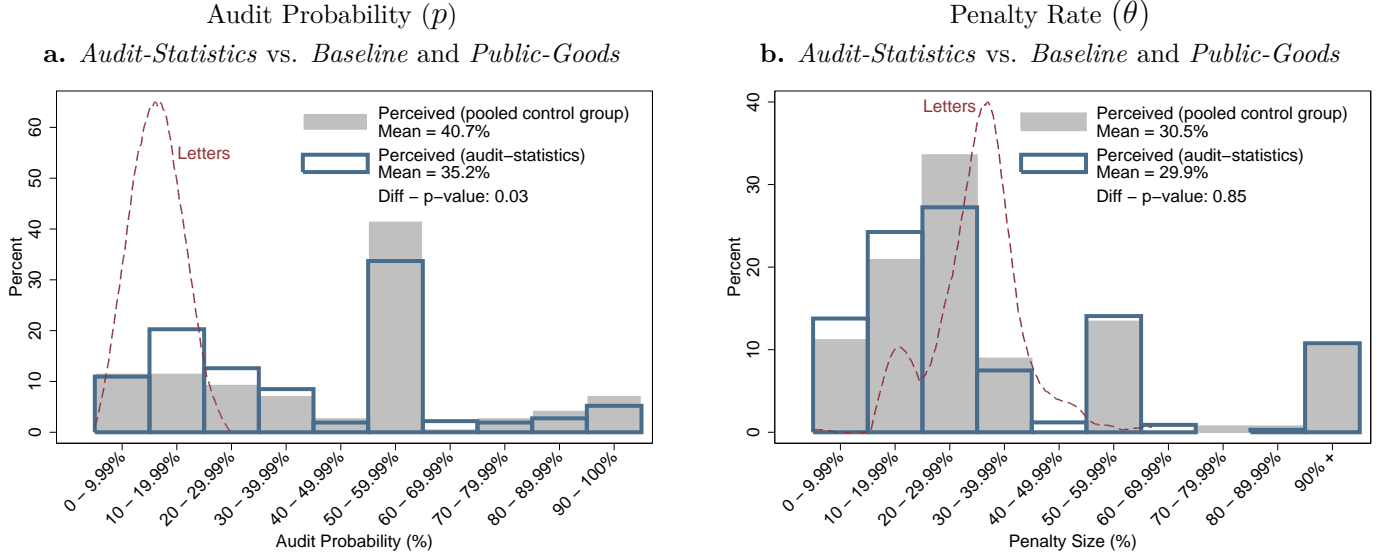 Audit Probability (p)
a. Audit-Statistics vs. Baseline and Public-Goods
Percent
0
10
20
30
40
50
60
Letters
Perceived (pooled control group)
Mean = 40.7%
Perceived (audit−statistics)
Mean = 35.2%
Diff − p−value: 0.03
0 − 9.99%
10 − 19.99%
20 − 29.99%
30 − 39.99%
40 − 49.99%
50 − 59.99%
60 − 69.99%
70 − 79.99%
80 − 89.99%
90 − 100%
Audit Probability (%)
Penalty Rate (θ)
b. Audit-Statistics vs. Baseline and Public-Goods
Percent
0
10
20
30
40
Letters
Perceived (pooled control group)
Mean = 30.5%
Perceived (audit−statistics)
Mean = 29.9%
Diff − p−value: 0.85
0 − 9.99%
10 − 19.99%
20 − 29.99%
30 − 39.99%
40 − 49.99%
50 − 59.99%
60 − 69.99%
70 − 79.99%
80 − 89.99%
90% +
Penalty Size (%)